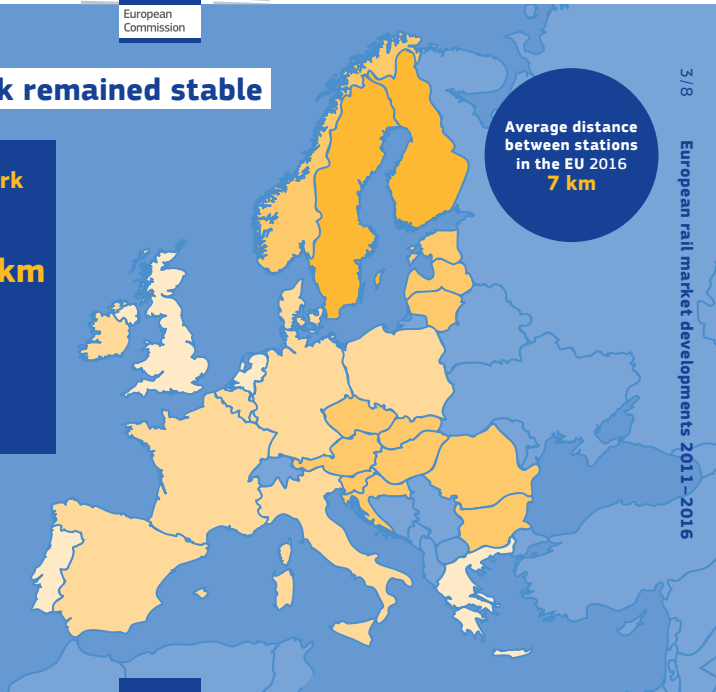 European
Commission
k remained stable
rk
km
Average distance
between stations
in the EU 2016
7 km
3/8
European rail market developments 2011–2016